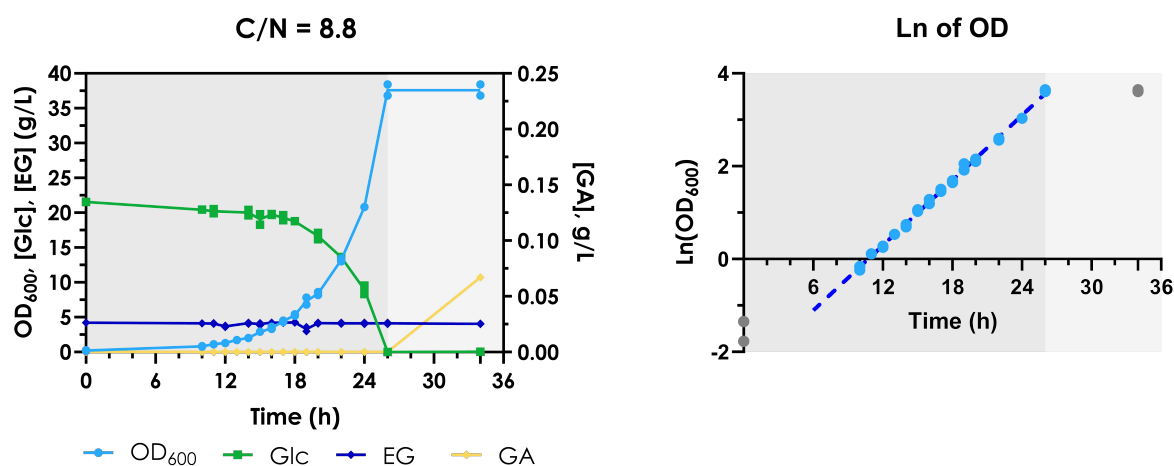 C/N = 8.8
OD600, [Glc], [EG] (g/L)
40
35
30
25
20
15
10
5
0
0.25
0.20
0.15
0.10
0.05
0.00
[GA], g/L
0 6 12 18 24 30 36
Time (h)
OD600 Glc EG GA
Ln of OD
Ln(OD600)
4
2
0
-2
6 12 18 24 30 36
Time (h)